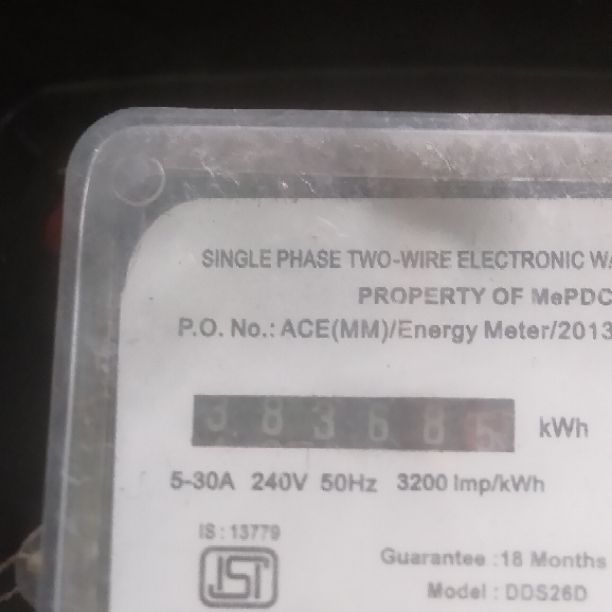 SINGLE PHASE TWO-WIRE ELECTRONIC
PROPERTY OF MePDC
P.O. No.: ACE(MM)/Energy Meter/2013
383685 kWh
5-30A 240V 50Hz 3200 Imp/kWh
IS : 13779
ISI
Guarantee :18 Months
Model : DDS26D